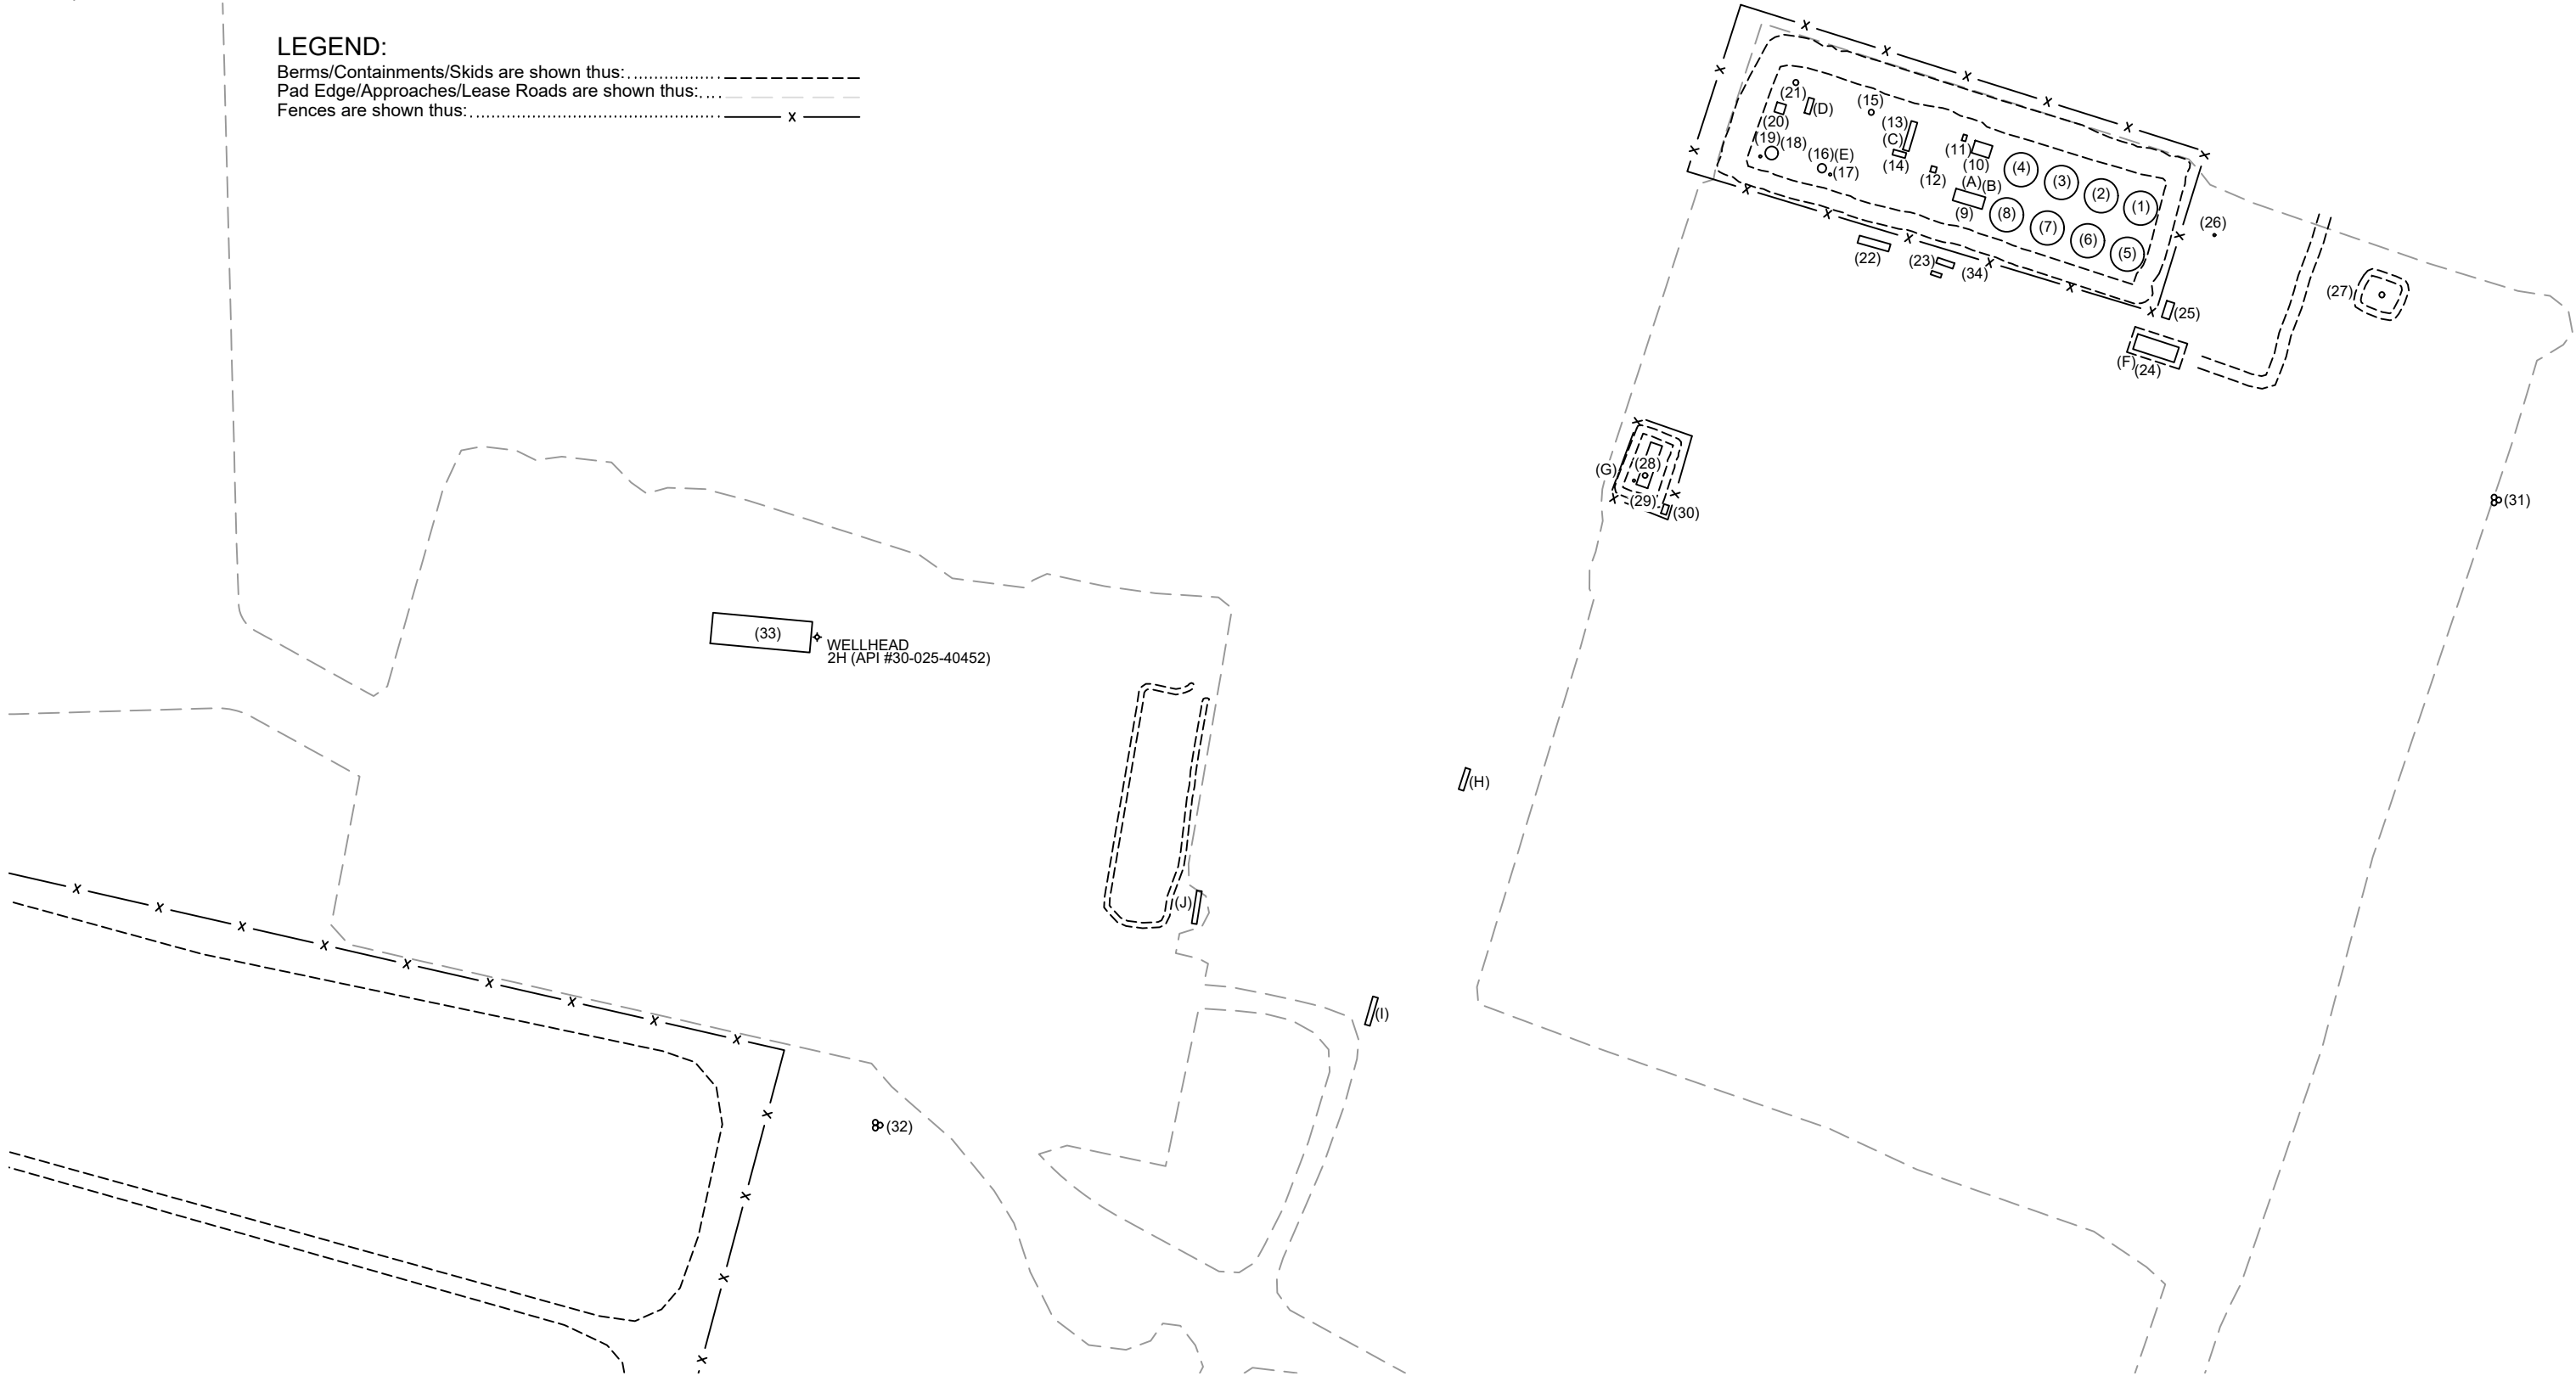 LEGEND:
Berms/Containments/Skids are shown thus:
Pad Edge/Approaches/Lease Roads are shown thus:
Fences are shown thus:
(21)
(D)
(20)
(15)
(13)
(C)
(14)
(19)
(18)
(16)
(E)
(17)
(11)
(10)
(12)
(A)
(B)
(9)
(4)
(3)
(2)
(1)
(8)
(7)
(6)
(5)
(26)
(22)
(23)
(34)
(25)
(27)
(F)
(24)
(G)
(28)
(29)
(30)
(31)
(33)
WELLHEAD
2H (API #30-025-40452)
(H)
(J)
(I)
(32)